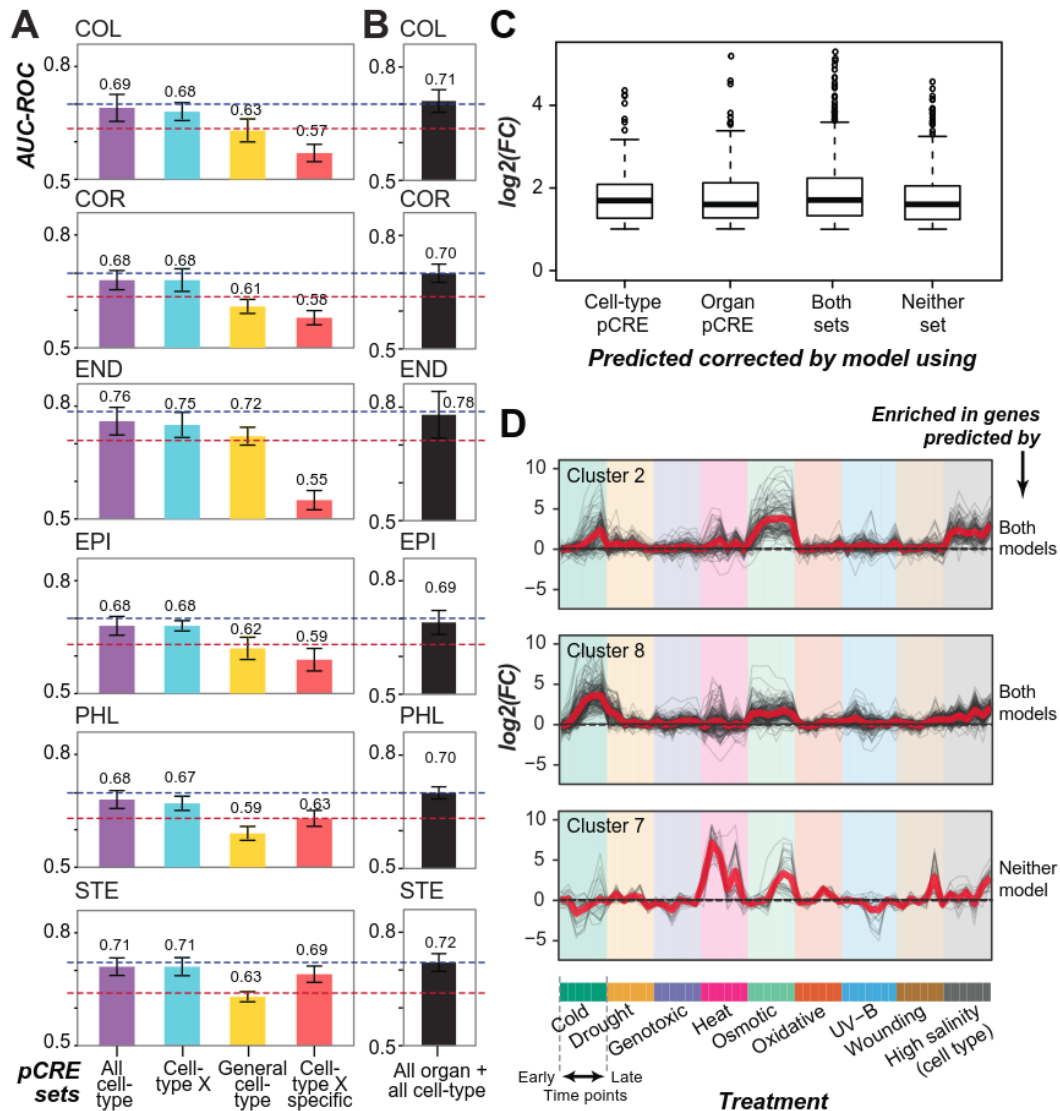 A
COL
AUC-ROC
0.8
0.5
0.69
0.68
0.63
0.57
COR
0.8
0.5
0.68
0.68
0.61
0.58
END
0.8
0.5
0.76
0.75
0.72
0.55
EPI
0.8
0.5
0.68
0.68
0.62
0.59
PHL
0.8
0.5
0.68
0.67
0.59
0.63
STE
0.8
0.5
0.71
0.71
0.63
0.69
pCRE
sets
All
cell-
type
Cell-
type X
General
cell-
type
Cell-
type X
specific
B
COL
0.8
0.5
0.71
COR
0.8
0.5
0.70
END
0.8
0.5
0.78
EPI
0.8
0.5
0.69
PHL
0.8
0.5
0.70
STE
0.8
0.5
0.72
All organ +
all cell-type
C
log2(FC)
4
2
0
Cell-type
pCRE
Organ
pCRE
Both
sets
Neither
set
Predicted corrected by model using
D
Enriched in genes
predicted by
10
5
0
−5
Cluster 2
Both
models
log2(FC)
10
5
0
−5
Cluster 8
Both
models
10
5
0
−5
Cluster 7
Neither
model
Cold
Drought
Genotoxic
Heat
Osmotic
Oxidative
UV−B
Wounding
High salinity
(cell type)
Early
Late
Time points
Treatment